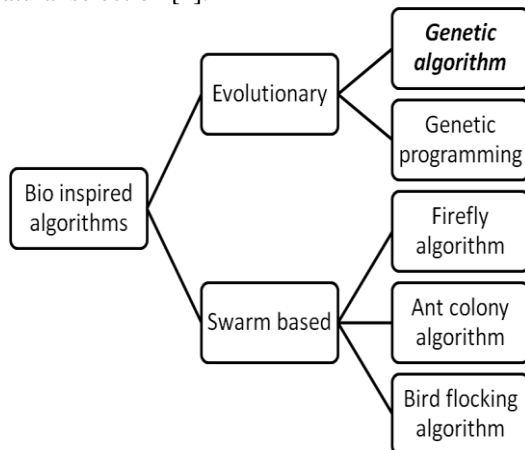 Genetic
algorithm
Evolutionary
Genetic
programming
Bio inspired
algorithms
Firefly
algorithm
Swarm based
Ant colony
algorithm
Bird flocking
algorithm